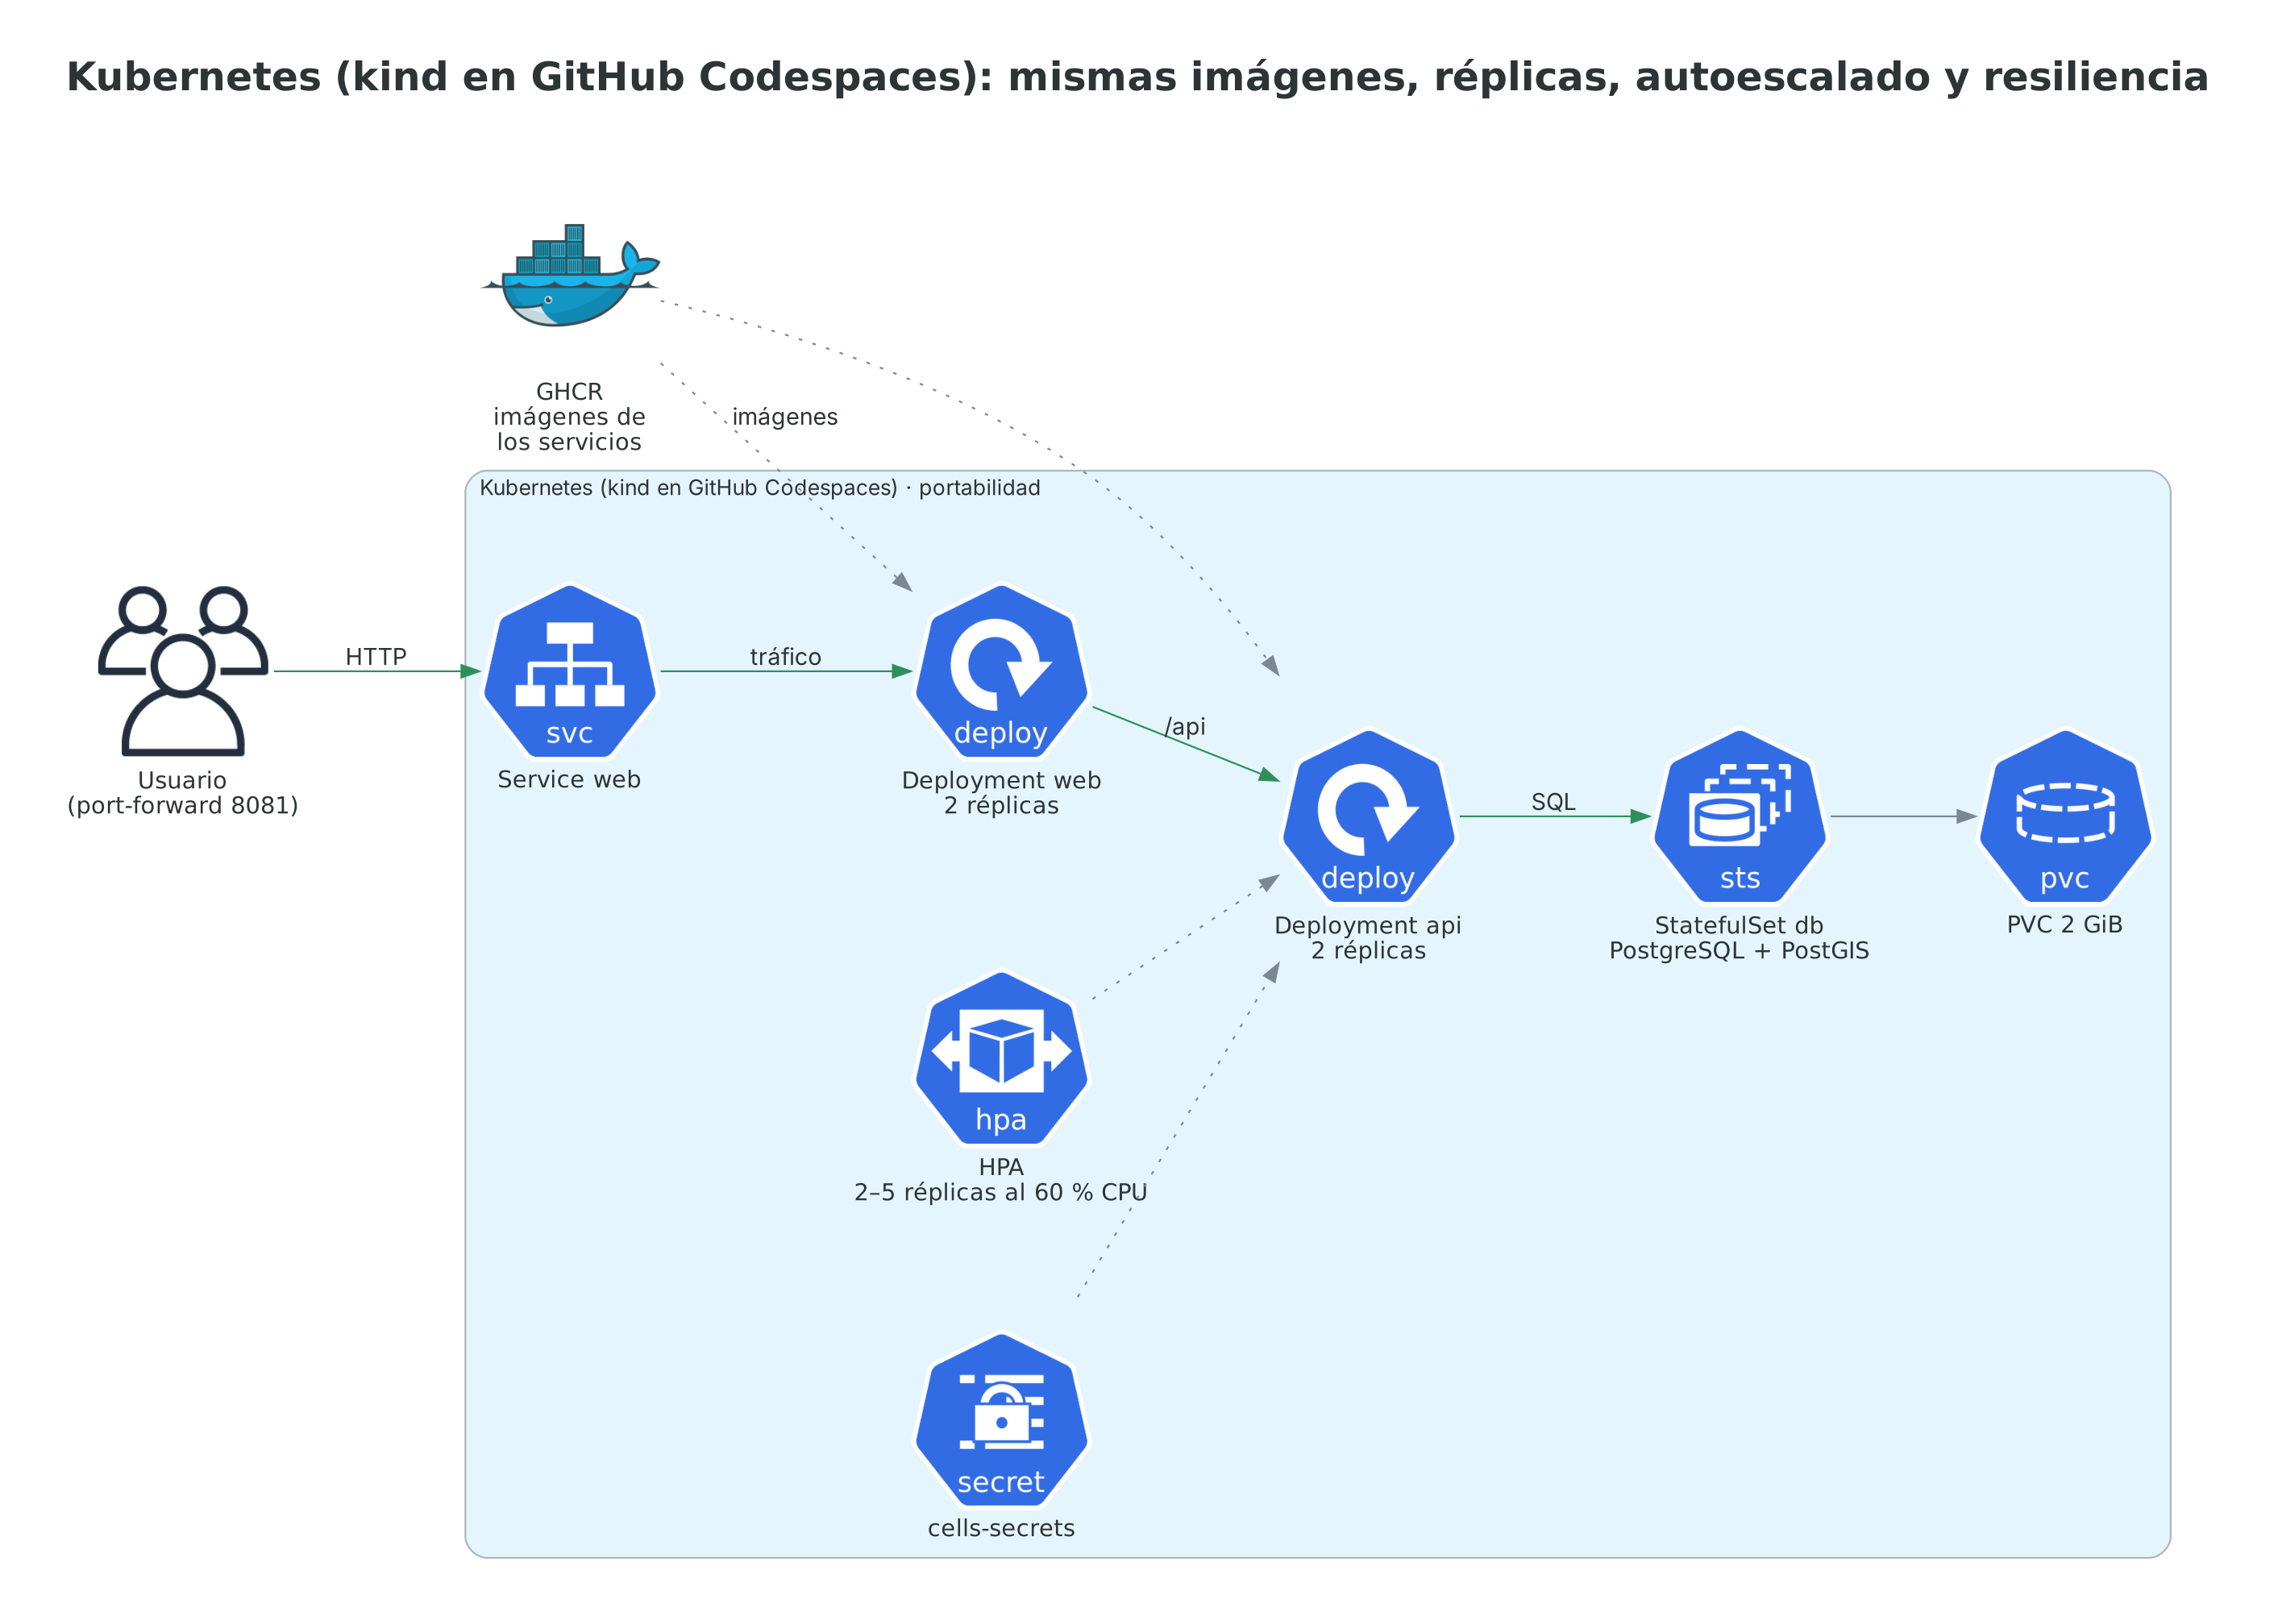 Kubernetes (kind en GitHub Codespaces): mismas imágenes, réplicas, autoescalado y resiliencia
GHCR
imágenes de
los servicios
imágenes
Kubernetes (kind en GitHub Codespaces) · portabilidad
HTTP
tráfico
/api
svc
deploy
Service web
Usuario
(port-forward 8081)
Deployment web
2 réplicas
SQL
deploy
sts
pvc
Deployment api
2 réplicas
StatefulSet db
PostgreSQL + PostGIS
PVC 2 GiB
hpa
HPA
2–5 réplicas al 60 % CPU
secret
cells-secrets